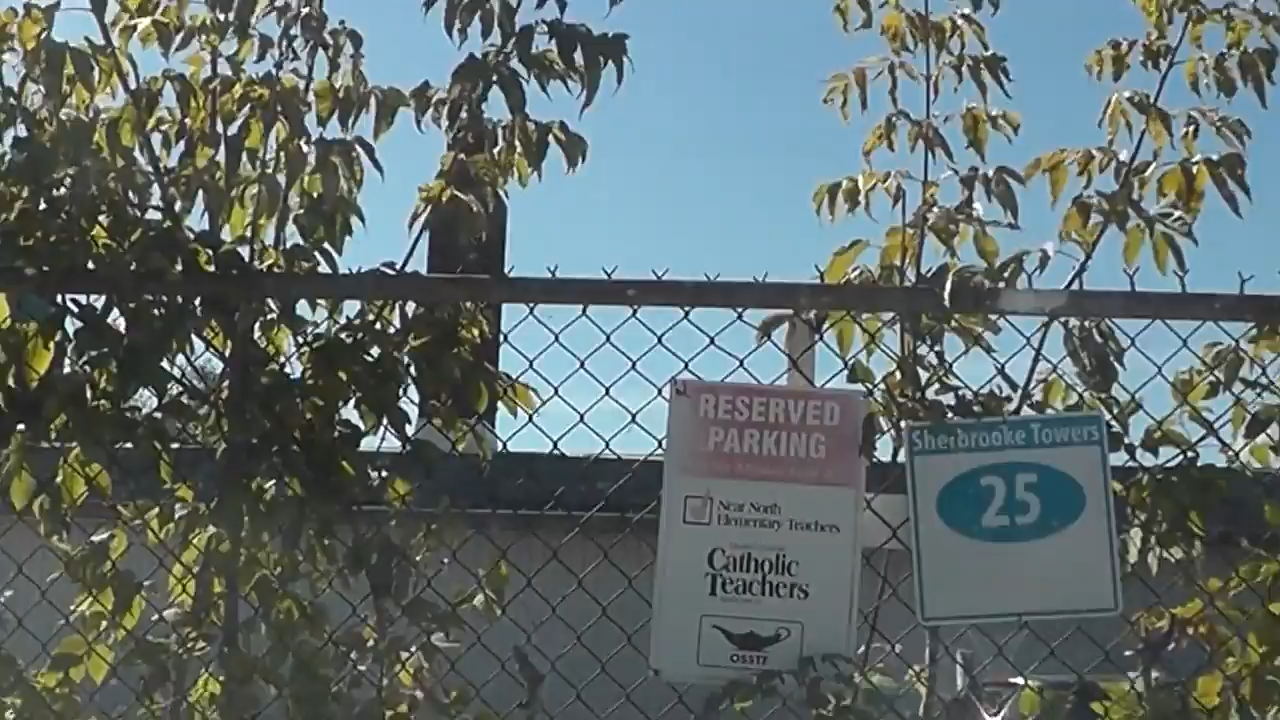 RESERVED
PARKING
Near North
Elementary Teachers
Catholic
Teachers
OSSTF
Sherbrooke Towers
25